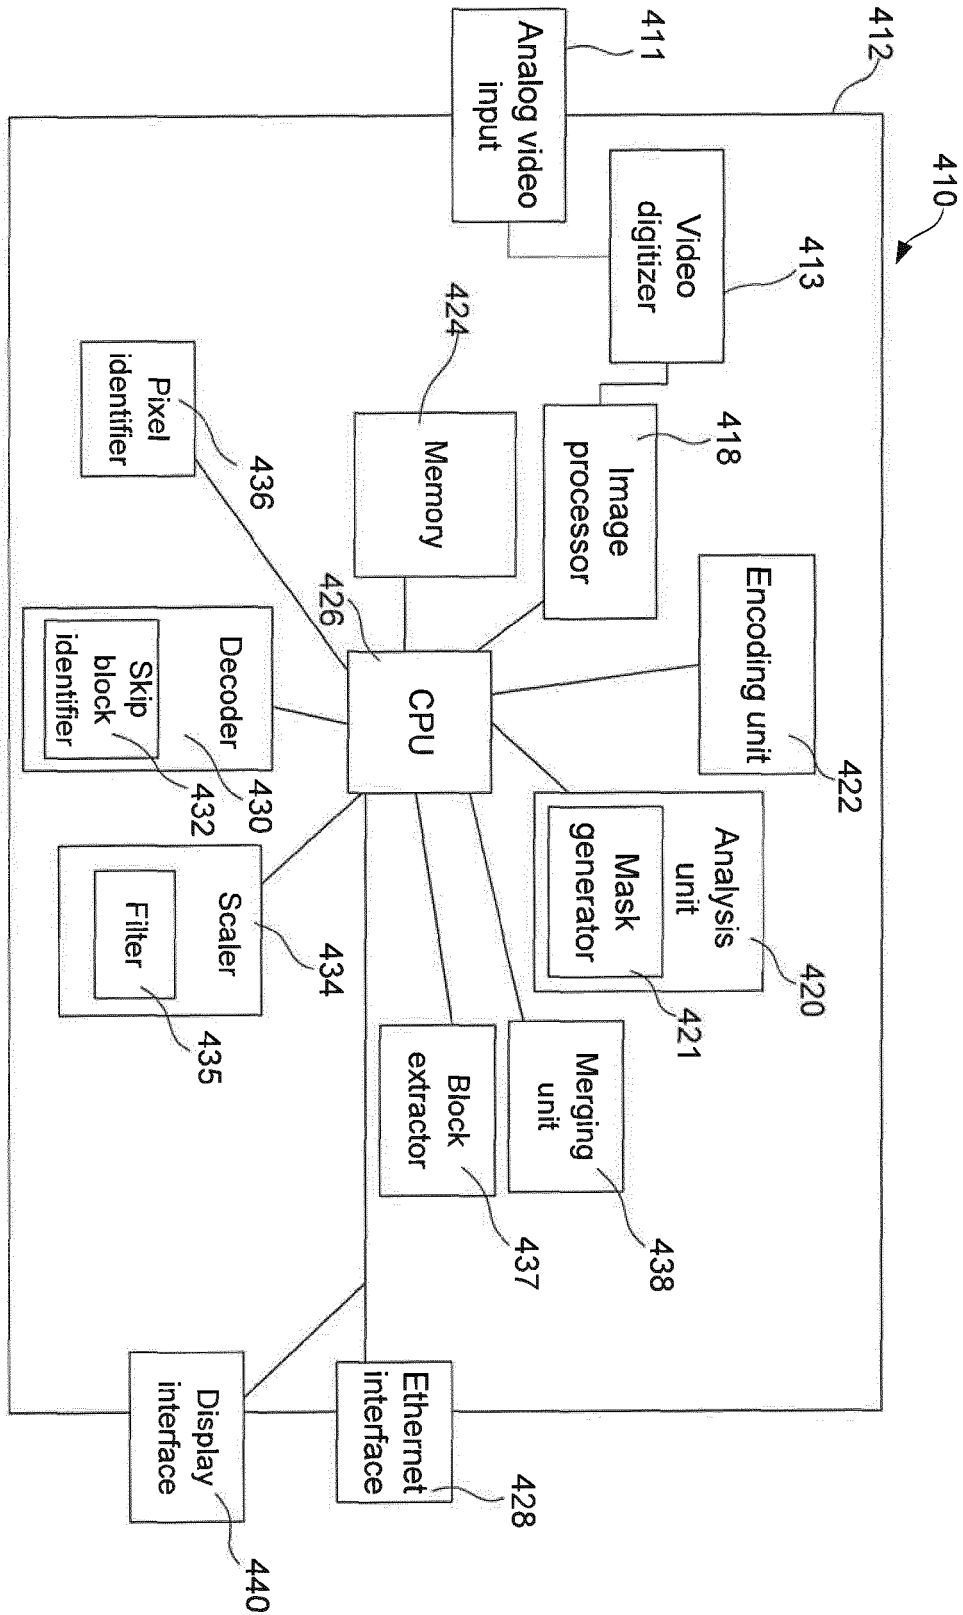 410
412
411
Analog video
input
413
Video
digitizer
418
Image
processor
424
Memory
Encoding unit
422
Analysis
unit
420
Mask
generator
421
Merging
unit
438
Block
extractor
437
CPU
426
Pixel
identifier
436
Decoder
430
Skip
block
identifier
432
Scaler
434
Filter
435
Ethernet
interface
428
Display
interface
440